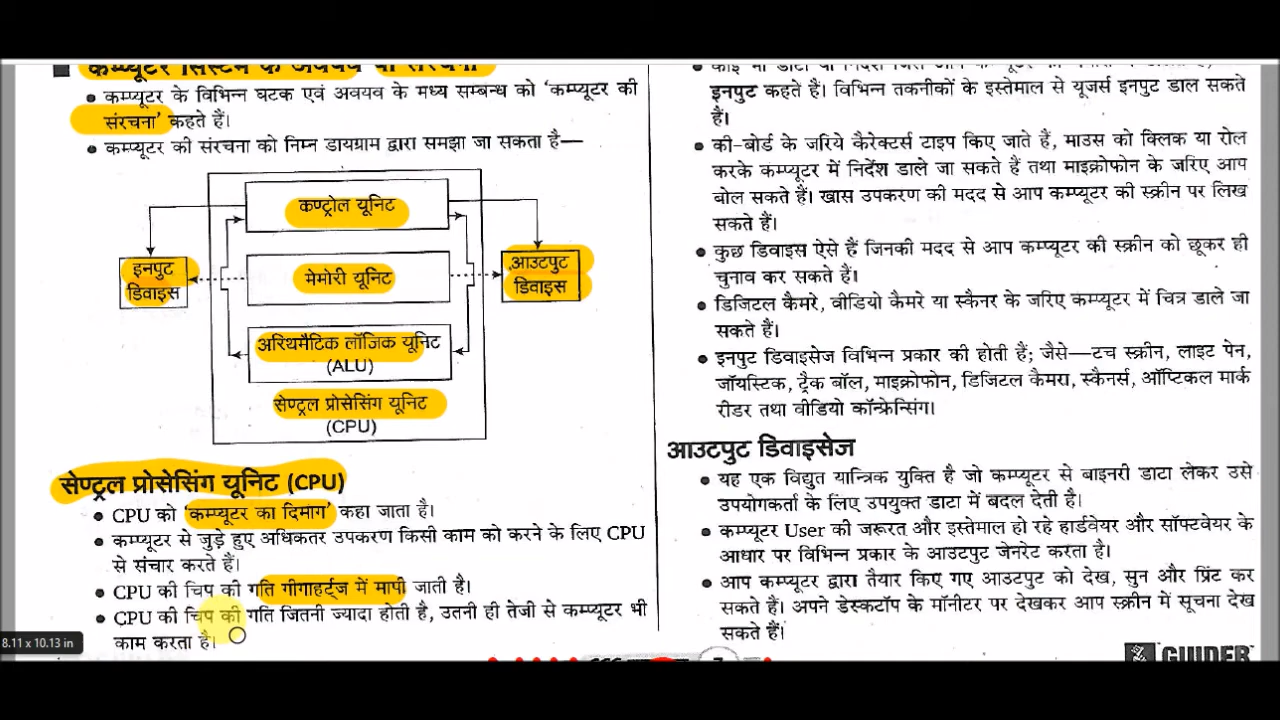 कम्प्यूटर सिस्टम के अवयव या संरचना
• कम्प्यूटर के विभिन्न घटक एवं अवयव के मध्य सम्बन्ध को ‘कम्प्यूटर की
संरचना’ कहते हैं।
• कम्प्यूटर की संरचना को निम्न डायग्राम द्वारा समझा जा सकता है—
कण्ट्रोल यूनिट
इनपुट
डिवाइस
मेमोरी यूनिट
आउटपुट
डिवाइस
अरिथमैटिक लॉजिक यूनिट
(ALU)
सेण्ट्रल प्रोसेसिंग यूनिट
(CPU)
सेण्ट्रल प्रोसेसिंग यूनिट (CPU)
• CPU को ‘कम्प्यूटर का दिमाग’ कहा जाता है।
• कम्प्यूटर से जुड़े हुए अधिकतर उपकरण किसी काम को करने के लिए CPU
से संचार करते हैं।
• CPU की चिप की गति गीगाहर्ट्ज में मापी जाती है।
• CPU की चिप की गति जितनी ज्यादा होती है, उतनी ही तेजी से कम्प्यूटर भी
काम करता है।
8.11 x 10.13 in
• कोई भी डाटा या निर्देश जिसे आप
इनपुट कहते हैं। विभिन्न तकनीकों के इस्तेमाल से यूजर्स इनपुट डाल सकते
हैं।
• की-बोर्ड के जरिये कैरेक्टर्स टाइप किए जाते हैं, माउस को क्लिक या रोल
करके कम्प्यूटर में निर्देश डाले जा सकते हैं तथा माइक्रोफोन के जरिए आप
बोल सकते हैं। खास उपकरण की मदद से आप कम्प्यूटर की स्क्रीन पर लिख
सकते हैं।
• कुछ डिवाइस ऐसे हैं जिनकी मदद से आप कम्प्यूटर की स्क्रीन को छूकर ही
चुनाव कर सकते हैं।
• डिजिटल कैमरे, वीडियो कैमरे या स्कैनर के जरिए कम्प्यूटर में चित्र डाले जा
सकते हैं।
• इनपुट डिवाइसेज विभिन्न प्रकार की होती हैं; जैसे—टच स्क्रीन, लाइट पेन,
जॉयस्टिक, ट्रैक बॉल, माइक्रोफोन, डिजिटल कैमरा, स्कैनर्स, ऑप्टिकल मार्क
रीडर तथा वीडियो कॉन्फ्रेन्सिंग।
आउटपुट डिवाइसेज
• यह एक विद्युत यान्त्रिक युक्ति है जो कम्प्यूटर से बाइनरी डाटा लेकर उसे
उपयोगकर्ता के लिए उपयुक्त डाटा में बदल देती है।
• कम्प्यूटर User की जरूरत और इस्तेमाल हो रहे हार्डवेयर और सॉफ्टवेयर के
आधार पर विभिन्न प्रकार के आउटपुट जेनरेट करता है।
• आप कम्प्यूटर द्वारा तैयार किए गए आउटपुट को देख, सुन और प्रिंट कर
सकते हैं। अपने डेस्कटॉप के मॉनीटर पर देखकर आप स्क्रीन में सूचना देख
सकते हैं।
CCC
7
GUIDER